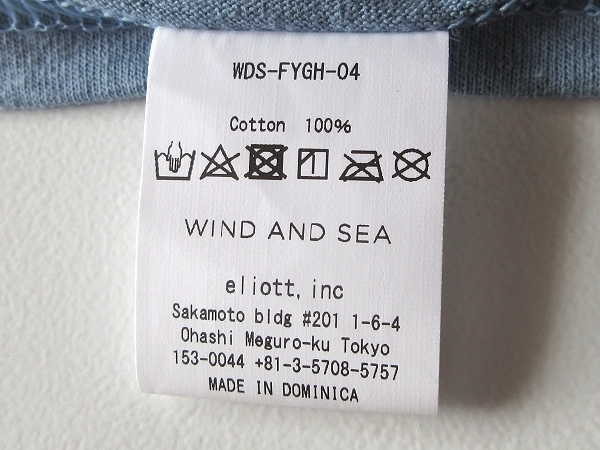 WDS-FYGH-04
Cotton 100%
WIND AND SEA
eliott, inc
Sakamoto bldg #201 1-6-4
Ohashi Meguro-ku Tokyo
153-0044 +81-3-5708-5757
MADE IN DOMINICA